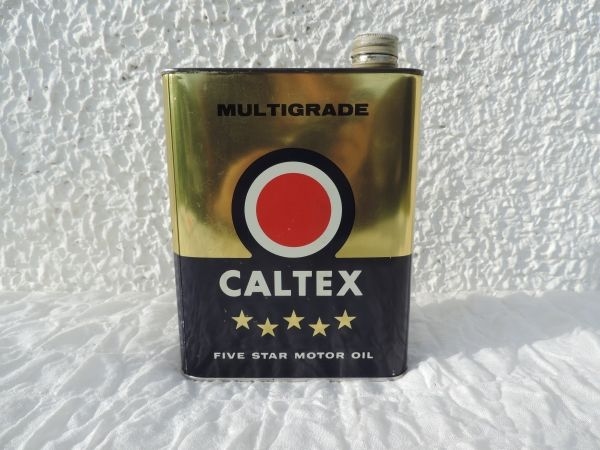 MULTIGRADE
CALTEX
FIVE STAR MOTOR OIL